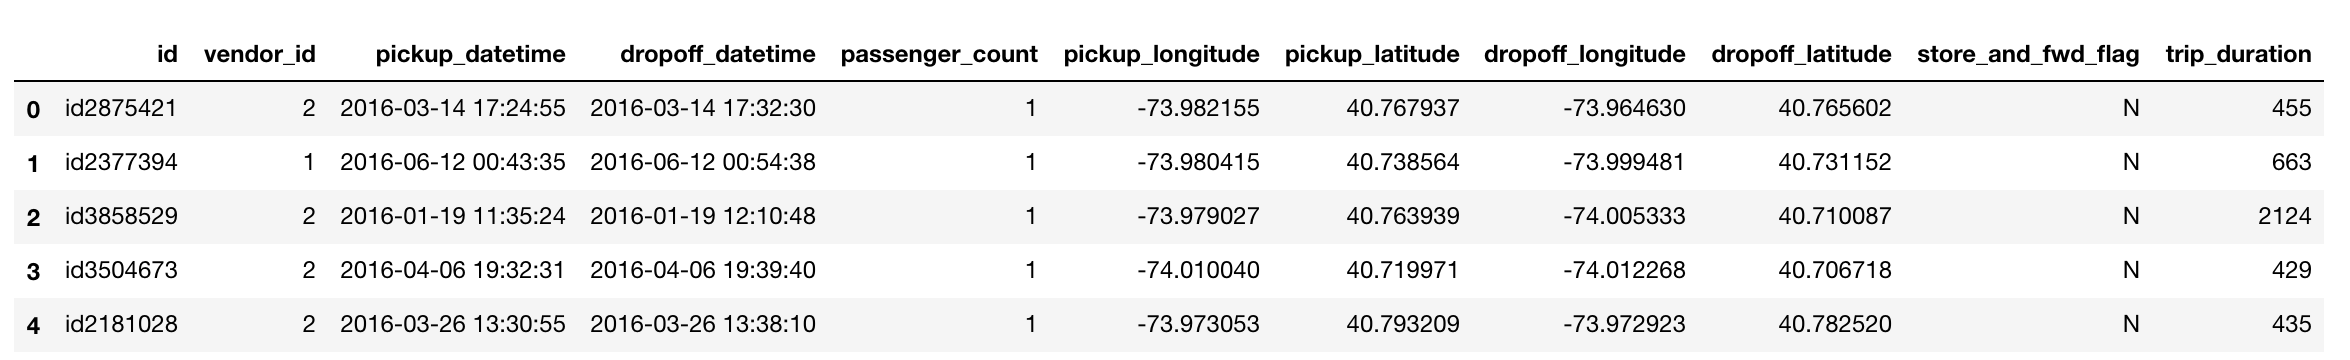 id vendor_id pickup_datetime dropoff_datetime passenger_count pickup_longitude pickup_latitude dropoff_longitude dropoff_latitude store_and_fwd_flag trip_duration
0 id2875421 2 2016-03-14 17:24:55 2016-03-14 17:32:30 1 -73.982155 40.767937 -73.964630 40.765602 N 455
1 id2377394 1 2016-06-12 00:43:35 2016-06-12 00:54:38 1 -73.980415 40.738564 -73.999481 40.731152 N 663
2 id3858529 2 2016-01-19 11:35:24 2016-01-19 12:10:48 1 -73.979027 40.763939 -74.005333 40.710087 N 2124
3 id3504673 2 2016-04-06 19:32:31 2016-04-06 19:39:40 1 -74.010040 40.719971 -74.012268 40.706718 N 429
4 id2181028 2 2016-03-26 13:30:55 2016-03-26 13:38:10 1 -73.973053 40.793209 -73.972923 40.782520 N 435